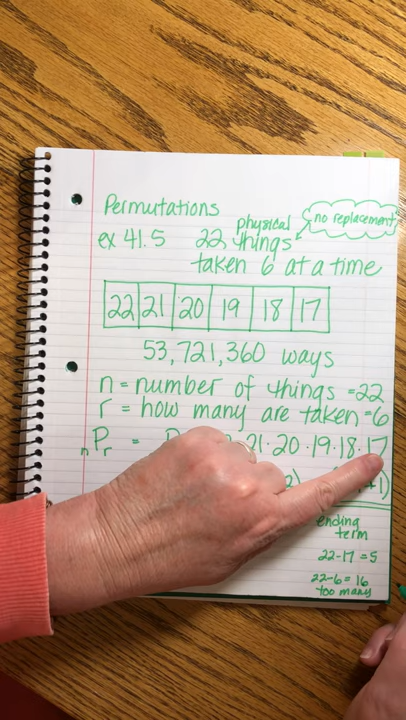 Permutations
physical
no replacement
ex 41.5 22 things
taken 6 at a time
22 21 20 19 18 17
53,721,360 ways
n = number of things = 22
r = how many are taken = 6
nPr = 21·20·19·18·17
+1)
ending
term
22-17 = 5
22-6 = 16
too many